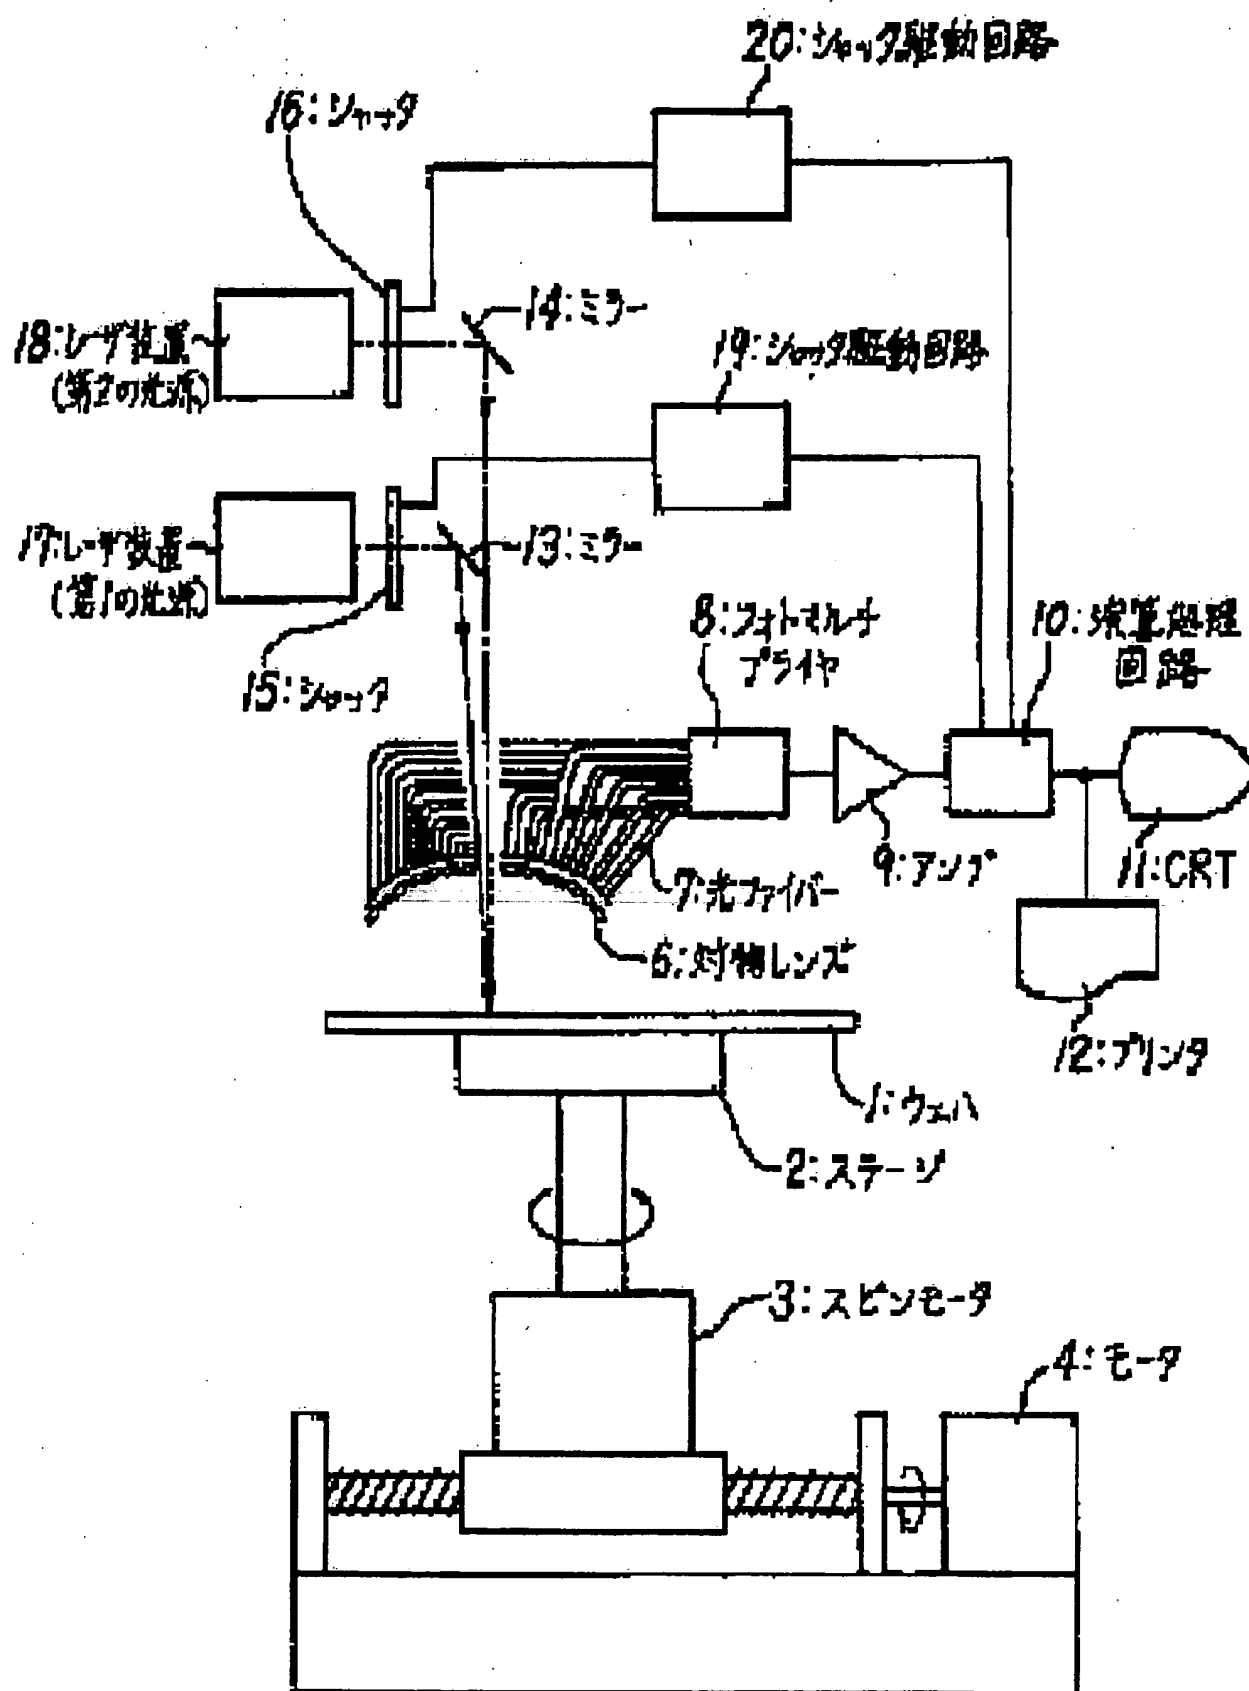 20:シャッタ駆動回路
16:シャッタ
14:ミラー
18:レーザ装置
(第2の光源)
19:シャッタ駆動回路
17:レーザ装置
(第1の光源)
13:ミラー
15:シャッタ
8:フォトマルチ
プライヤ
10:演算処理
回路
9:アンプ
11:CRT
7:光ファイバー
6:対物レンズ
12:プリンタ
1:ウェハ
2:ステージ
3:スピンモータ
4:モータ